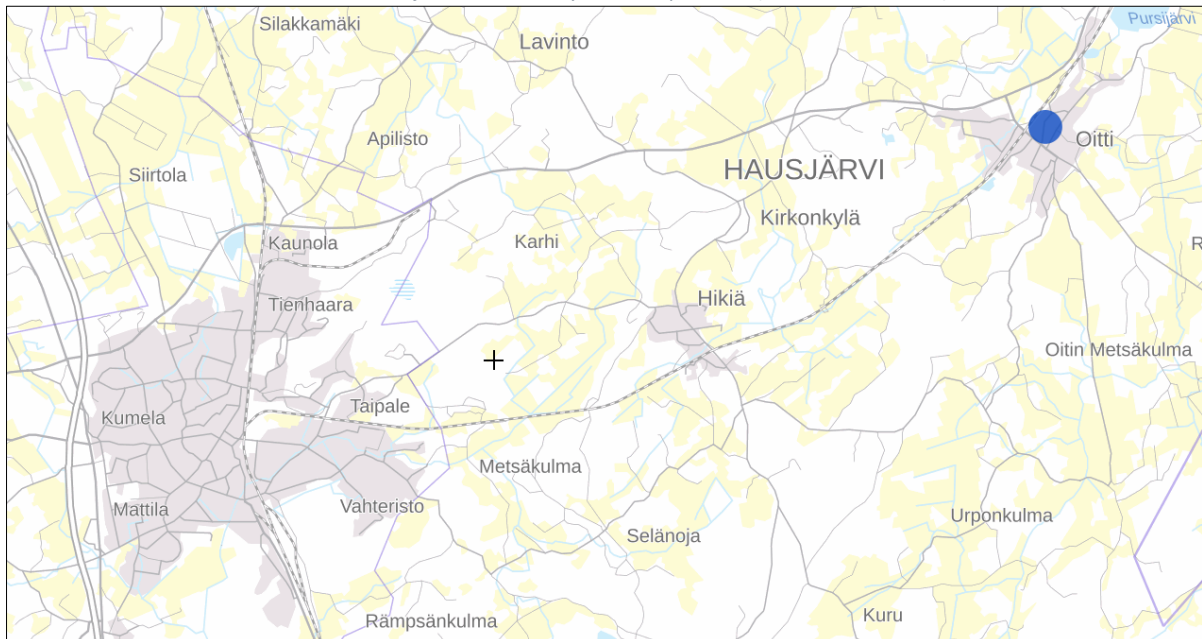 Silakkamäki
Lavinto
Pursijärvi
Apilisto
Oitti
HAUSJÄRVI
Siirtola
Kirkonkylä
Kaunola
Karhi
R
Tienhaara
Hikiä
Oitin Metsäkulma
Taipale
Kumela
Metsäkulma
Mattila
Vahteristo
Urponkulma
Selänoja
Rämpsänkulma
Kuru